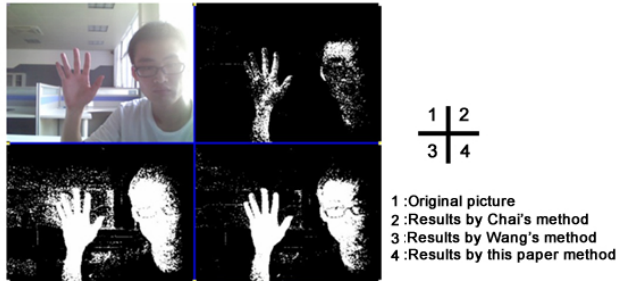 1 2
3 4
1 :Original picture
2 :Results by Chai's method
3 :Results by Wang's method
4 :Results by this paper method